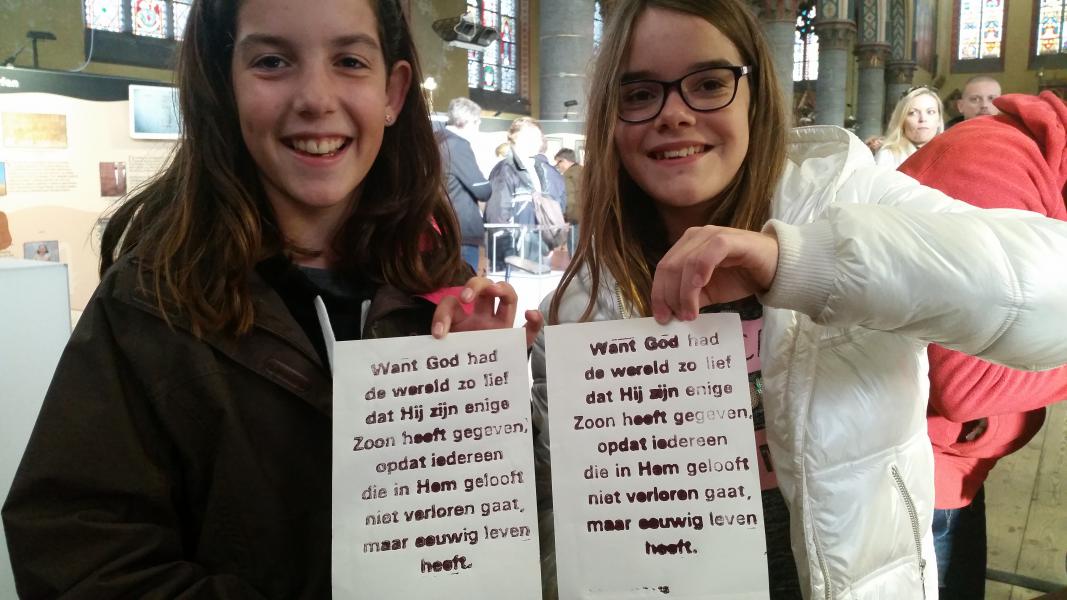 Want God had
de wereld zo lief
dat Hij zijn enige
Zoon heeft gegeven,
opdat iedereen
die in Hem gelooft
niet verloren gaat,
maar eeuwig leven
heeft.
Want God had
de wereld zo lief
dat Hij zijn enige
Zoon heeft gegeven,
opdat iedereen
die in Hem gelooft
niet verloren gaat,
maar eeuwig leven
heeft.